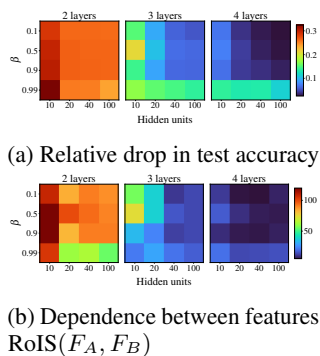 2 layers 3 layers 4 layers
0.3
0.1
0.5
0.2
β
0.9
0.1
0.99
10 20 40 100 10 20 40 100 10 20 40 100
Hidden units
(a) Relative drop in test accuracy
2 layers 3 layers 4 layers
0.1
100
0.5
β
0.9
50
0.99
10 20 40 100 10 20 40 100 10 20 40 100
Hidden units
(b) Dependence between features
RoIS(F_A, F_B)